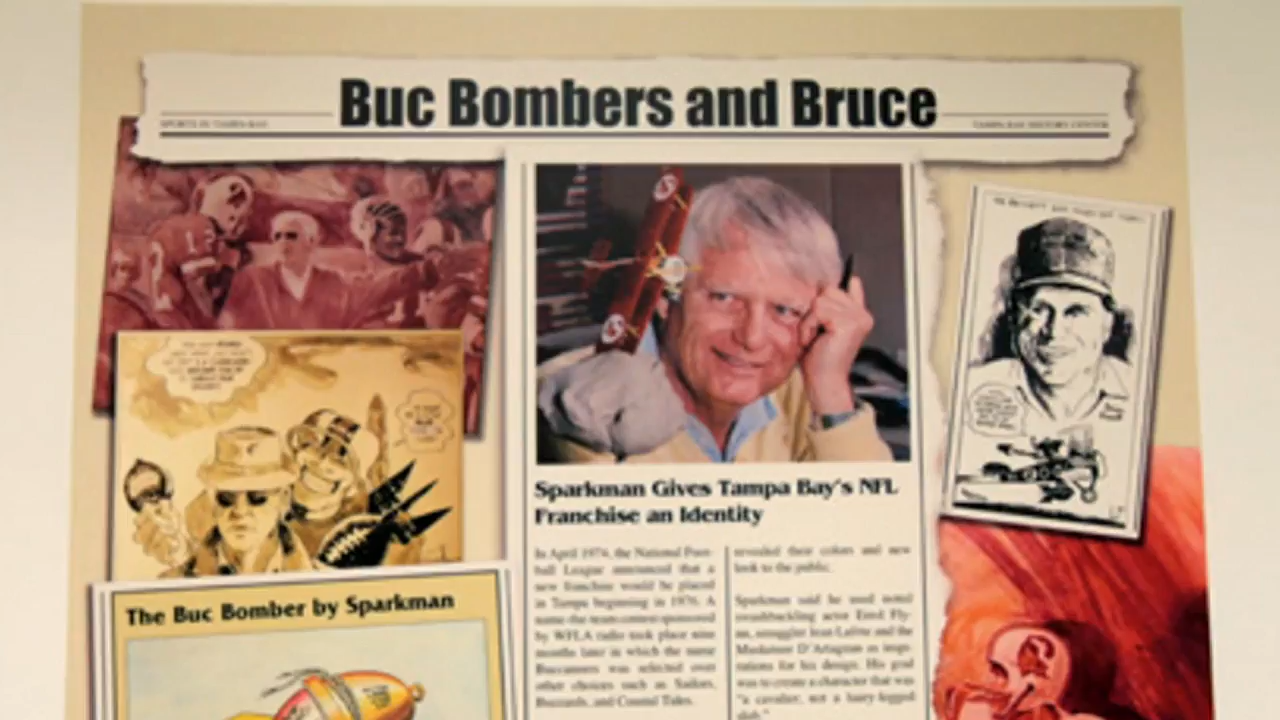 Buc Bombers and Bruce
SPORTS IN TAMPA BAY
TAMPA BAY HISTORY CENTER
Sparkman Gives Tampa Bay's NFL
Franchise an Identity
In April 1974, the National Foot-
ball League announced that a
new franchise would be placed
in Tampa beginning in 1976. A
name-the-team contest sponsored
by WFLA radio took place nine
months later in which the name
Buccaneers was selected over
other choices such as Sailors,
Buzzards, and Coastal Tales.
revealed their colors and new
look to the public.
Sparkman said he used noted
swashbuckling actor Errol Fly-
nn, smuggler Jean Lafitte and the
Musketeer D'Artagnan as inspi-
rations for his design. His goal
was to create a character that was
"a cavalier, not a hairy-legged
slob."
The Buc Bomber by Sparkman